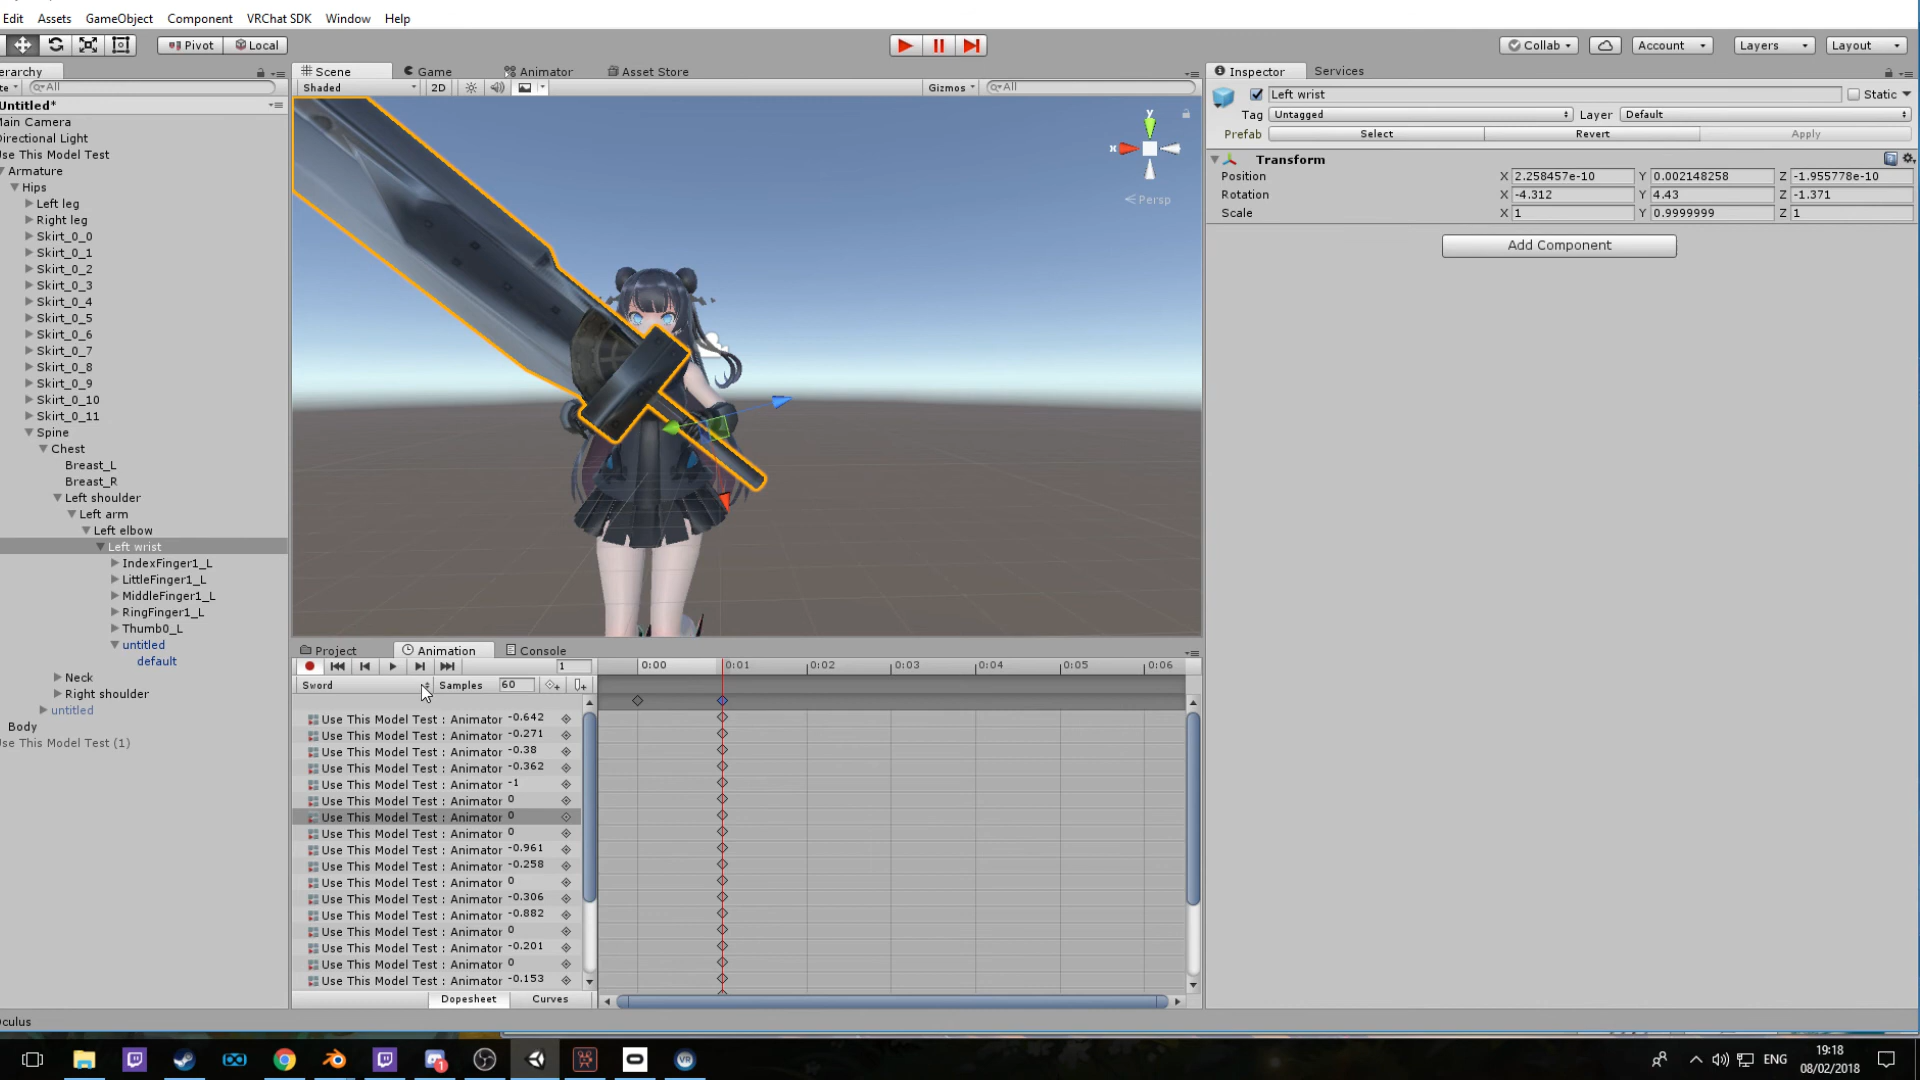 Edit Assets GameObject Component VRChat SDK Window Help
Pivot Local Collab Account Layers Layout
erarchy Scene Game Animator Asset Store Inspector Services
te All Shaded 2D Gizmos All
Left wrist Static
Tag Untagged Layer Default
Prefab Select Revert Apply
Transform
Position X 2.258457e-10 Y 0.002148258 Z -1.955778e-10
Rotation X -4.312 Y 4.43 Z -1.371
Scale X 1 Y 0.9999999 Z 1
Add Component
y
x
Persp
Untitled*
Main Camera
Directional Light
Use This Model Test
Armature
Hips
Left leg
Right leg
Skirt_0_0
Skirt_0_1
Skirt_0_2
Skirt_0_3
Skirt_0_4
Skirt_0_5
Skirt_0_6
Skirt_0_7
Skirt_0_8
Skirt_0_9
Skirt_0_10
Skirt_0_11
Spine
Chest
Breast_L
Breast_R
Left shoulder
Left arm
Left elbow
Left wrist
IndexFinger1_L
LittleFinger1_L
MiddleFinger1_L
RingFinger1_L
Thumb0_L
untitled
default
Neck
Right shoulder
untitled
Body
Use This Model Test (1)
Project Animation Console
1 0:00 0:01 0:02 0:03 0:04 0:05 0:06
Sword Samples 60
Use This Model Test : Animator -0.642
Use This Model Test : Animator -0.271
Use This Model Test : Animator -0.38
Use This Model Test : Animator -0.362
Use This Model Test : Animator -1
Use This Model Test : Animator 0
Use This Model Test : Animator 0
Use This Model Test : Animator 0
Use This Model Test : Animator -0.961
Use This Model Test : Animator -0.258
Use This Model Test : Animator 0
Use This Model Test : Animator -0.306
Use This Model Test : Animator -0.882
Use This Model Test : Animator 0
Use This Model Test : Animator -0.201
Use This Model Test : Animator 0
Use This Model Test : Animator -0.153
Dopesheet Curves
culus
VR
1
ENG
19:18
08/02/2018